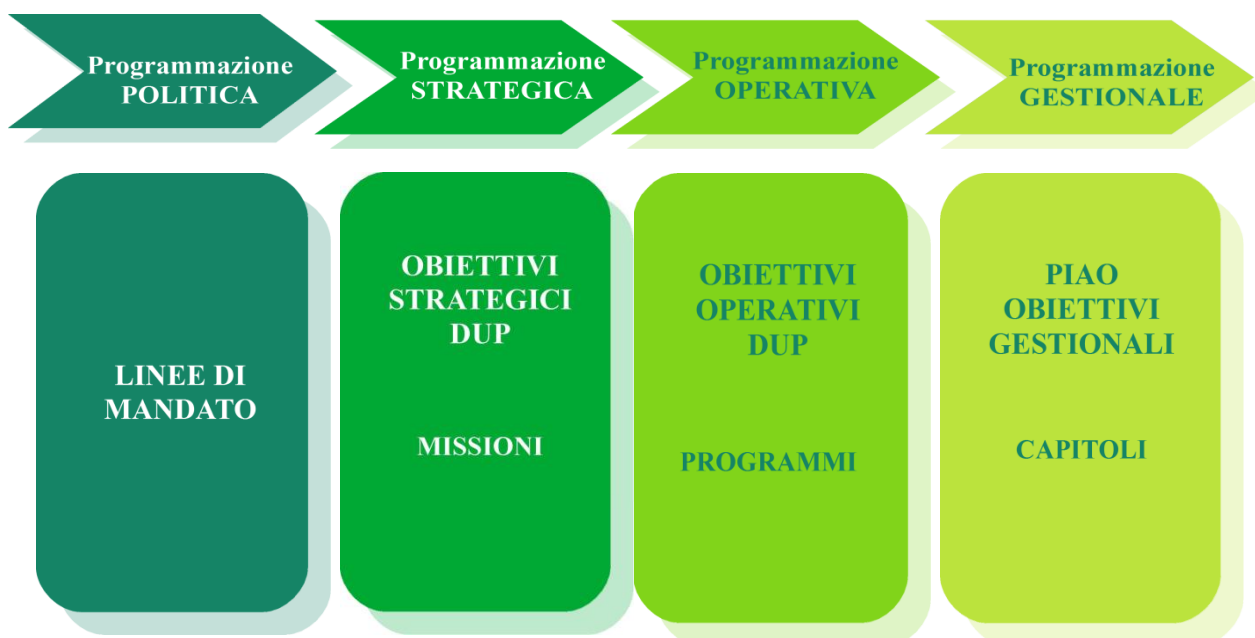 Programmazione
POLITICA
Programmazione
STRATEGICA
Programmazione
OPERATIVA
Programmazione
GESTIONALE
LINEE DI
MANDATO
OBIETTIVI
STRATEGICI
DUP
MISSIONI
OBIETTIVI
OPERATIVI
DUP
PROGRAMMI
PIAO
OBIETTIVI
GESTIONALI
CAPITOLI